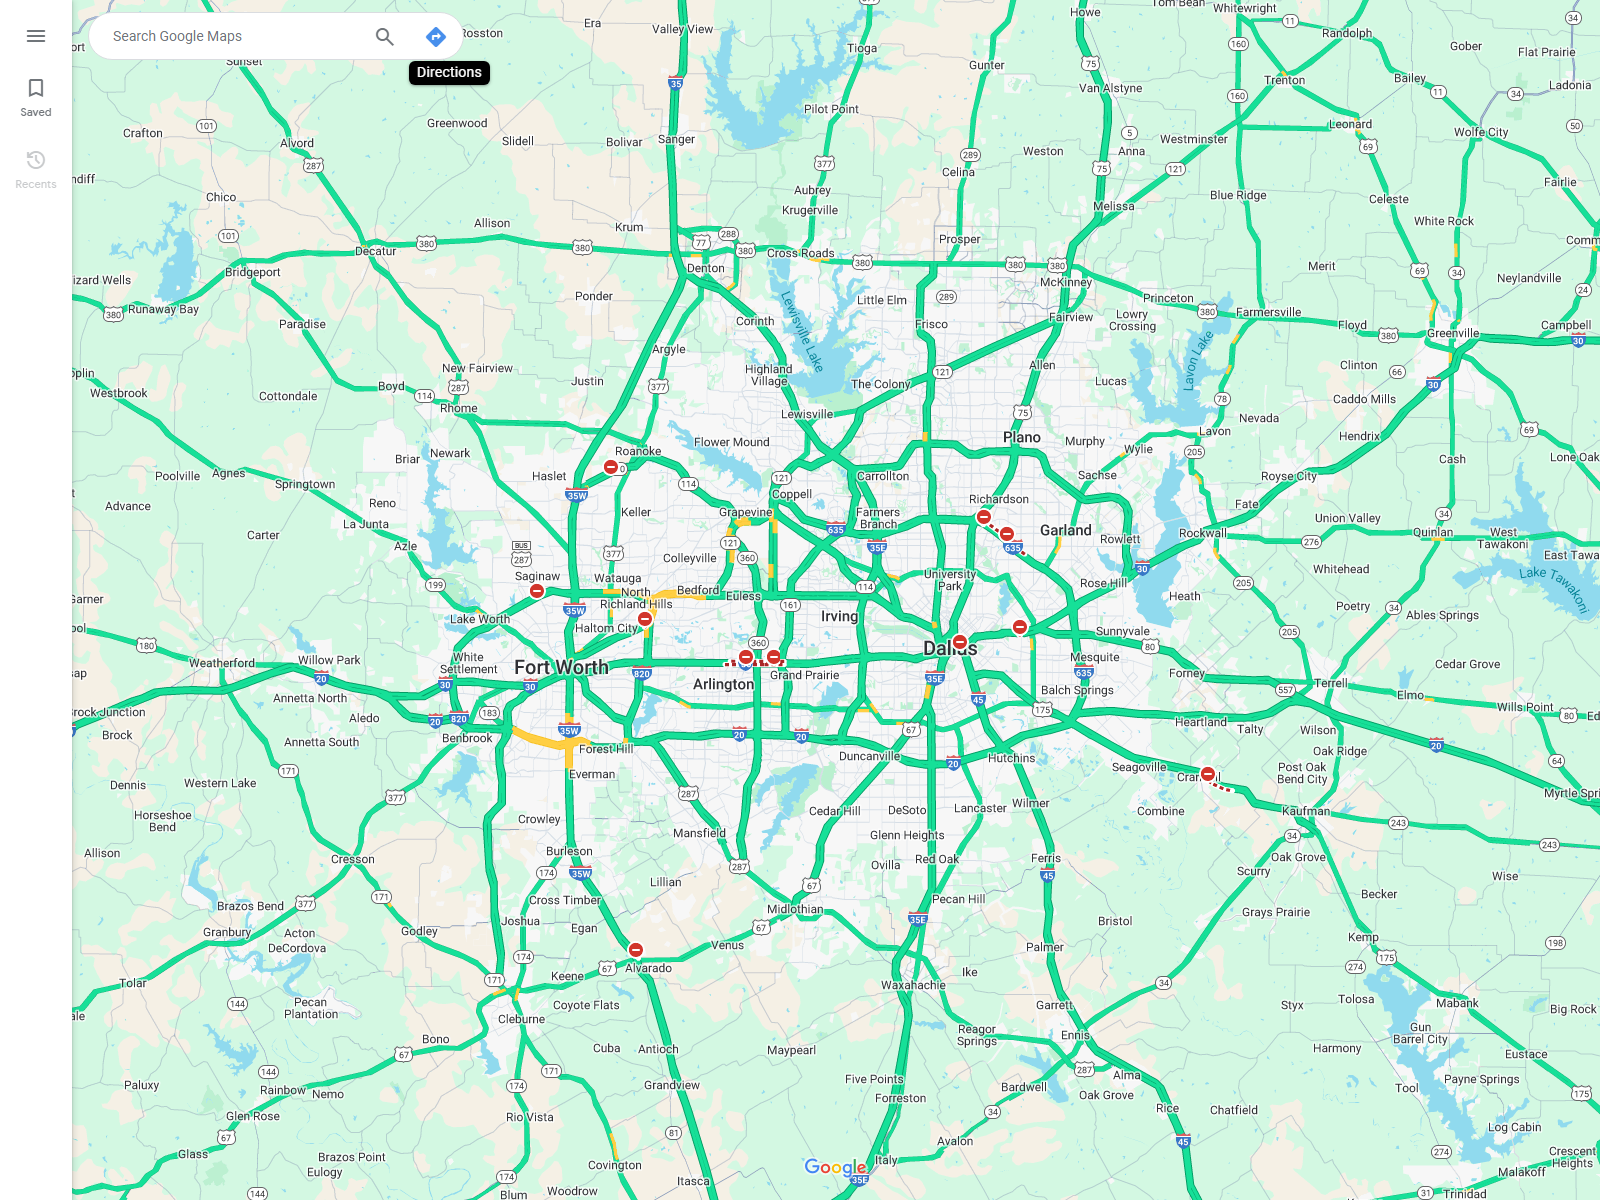 Search Google Maps
Directions
Saved
Recents
Era
Valley View
Rosston
Tioga
Howe
Tom Bean
Whitewright
Randolph
Gober
Flat Prairie
Ladonia
Sunset
Gunter
Van Alstyne
Trenton
Bailey
Pilot Point
Greenwood
Crafton
Alvord
Slidell
Bolivar
Sanger
Weston
Anna
Westminster
Leonard
Wolfe City
Celina
Fairlie
Chico
Aubrey
Krugerville
Melissa
Blue Ridge
Celeste
White Rock
Allison
Krum
Prosper
Decatur
Cross Roads
Denton
Bridgeport
Merit
Neylandville
McKinney
Runaway Bay
Ponder
Little Elm
Princeton
Farmersville
Paradise
Corinth
Lewisville Lake
Frisco
Fairview
Lowry
Crossing
Floyd
Greenville
Campbell
Argyle
Allen
Lavon Lake
Clinton
Westbrook
Cottondale
Boyd
New Fairview
Justin
Highland
Village
The Colony
Lucas
Caddo Mills
Rhome
Lewisville
Nevada
Lavon
Hendrix
Flower Mound
Plano
Murphy
Wylie
Briar
Newark
Roanoke
Cash
Lone Oak
Poolville
Agnes
Springtown
Haslet
Carrollton
Sachse
Royse City
Advance
Reno
Coppell
Richardson
Fate
La Junta
Keller
Grapevine
Farmers
Branch
Garland
Rowlett
Rockwall
Union Valley
Quinlan
West
Tawakoni
Carter
Azle
Colleyville
East Tawa
Lake Tawakoni
Saginaw
Watauga
North
Richland Hills
Bedford
Euless
University
Park
Rose Hill
Heath
Whitehead
Poetry
Ables Springs
Lake Worth
Haltom City
Irving
Sunnyvale
Weatherford
Willow Park
White
Settlement
Fort Worth
Dallas
Mesquite
Forney
Terrell
Cedar Grove
Annetta North
Arlington
Grand Prairie
Balch Springs
Elmo
Wills Point
Brock Junction
Brock
Aledo
Annetta South
Benbrook
Forest Hill
Everman
Duncanville
Hutchins
Heartland
Talty
Wilson
Oak Ridge
Post Oak
Bend City
Dennis
Western Lake
Seagoville
Crandall
Combine
Kaufman
Horseshoe
Bend
Crowley
Mansfield
Cedar Hill
DeSoto
Lancaster
Wilmer
Glenn Heights
Allison
Cresson
Burleson
Lillian
Ovilla
Red Oak
Ferris
Oak Grove
Scurry
Wise
Brazos Bend
Cross Timber
Midlothian
Pecan Hill
Becker
Grays Prairie
Granbury
Acton
DeCordova
Godley
Joshua
Egan
Venus
Bristol
Palmer
Kemp
Tolar
Keene
Alvarado
Ike
Waxahachie
Pecan
Plantation
Coyote Flats
Cleburne
Garrett
Styx
Tolosa
Mabank
Big Rock
Bono
Cuba
Antioch
Maypearl
Reagor
Springs
Ennis
Harmony
Gun
Barrel City
Eustace
Paluxy
Rainbow
Nemo
Grandview
Five Points
Forreston
Bardwell
Alma
Oak Grove
Tool
Payne Springs
Glen Rose
Rio Vista
Rice
Chatfield
Log Cabin
Glass
Brazos Point
Eulogy
Covington
Avalon
Italy
Crescent
Heights
Malakoff
Blum
Woodrow
Itasca
Trinidad
Google